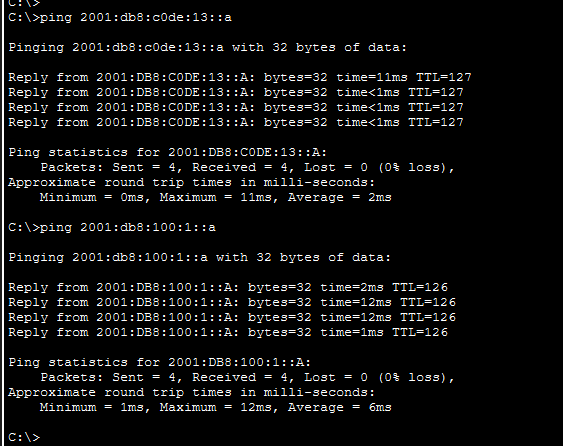 C:\>
C:\>ping 2001:db8:c0de:13::a
Pinging 2001:db8:c0de:13::a with 32 bytes of data:
Reply from 2001:DB8:C0DE:13::A: bytes=32 time=11ms TTL=127
Reply from 2001:DB8:C0DE:13::A: bytes=32 time<1ms TTL=127
Reply from 2001:DB8:C0DE:13::A: bytes=32 time<1ms TTL=127
Reply from 2001:DB8:C0DE:13::A: bytes=32 time<1ms TTL=127
Ping statistics for 2001:DB8:C0DE:13::A:
Packets: Sent = 4, Received = 4, Lost = 0 (0% loss),
Approximate round trip times in milli-seconds:
Minimum = 0ms, Maximum = 11ms, Average = 2ms
C:\>ping 2001:db8:100:1::a
Pinging 2001:db8:100:1::a with 32 bytes of data:
Reply from 2001:DB8:100:1::A: bytes=32 time=2ms TTL=126
Reply from 2001:DB8:100:1::A: bytes=32 time=12ms TTL=126
Reply from 2001:DB8:100:1::A: bytes=32 time=12ms TTL=126
Reply from 2001:DB8:100:1::A: bytes=32 time=1ms TTL=126
Ping statistics for 2001:DB8:100:1::A:
Packets: Sent = 4, Received = 4, Lost = 0 (0% loss),
Approximate round trip times in milli-seconds:
Minimum = 1ms, Maximum = 12ms, Average = 6ms
C:\>